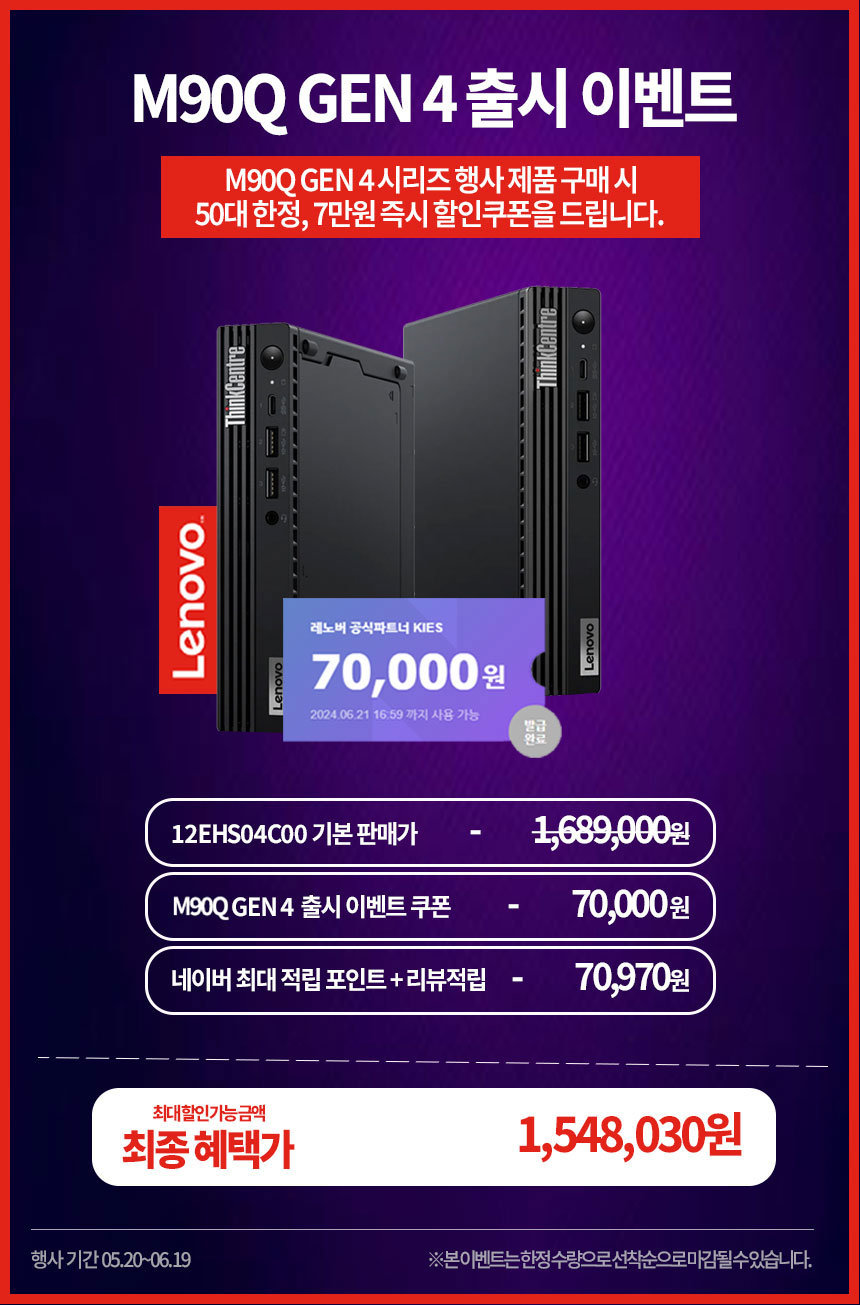 M90Q GEN 4 출시 이벤트
M90Q GEN 4 시리즈 행사 제품 구매 시
50대 한정, 7만원 즉시 할인쿠폰을 드립니다.
ThinkCentre
ThinkCentre
Lenovo
Lenovo
Lenovo
레노버 공식파트너 KIES
70,000원
2024.06.21 16:59 까지 사용 가능
발급
완료
12EHS04C00 기본 판매가 - 1,689,000원
M90Q GEN 4 출시 이벤트 쿠폰 - 70,000원
네이버 최대 적립 포인트 + 리뷰적립 - 70,970원
최대할인가능금액
최종 혜택가 1,548,030원
행사 기간 05.20~06.19
※본 이벤트는 한정 수량으로 선착순으로 마감될 수 있습니다.